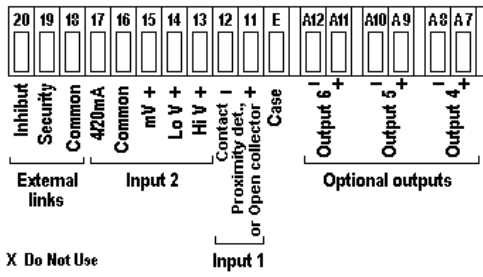 20 19 18 17 16 15 14 13 12 11 E A12 A11 A10 A9 A8 A7
Inhibut
Security
Common
4/20mA
Common
mV +
Lo V +
Hi V +
Contact −
Proximity det., +
or Open collector
Case
− +
Output 6
− +
Output 5
− +
Output 4
External
links
Input 2
Optional outputs
X Do Not Use
Input 1